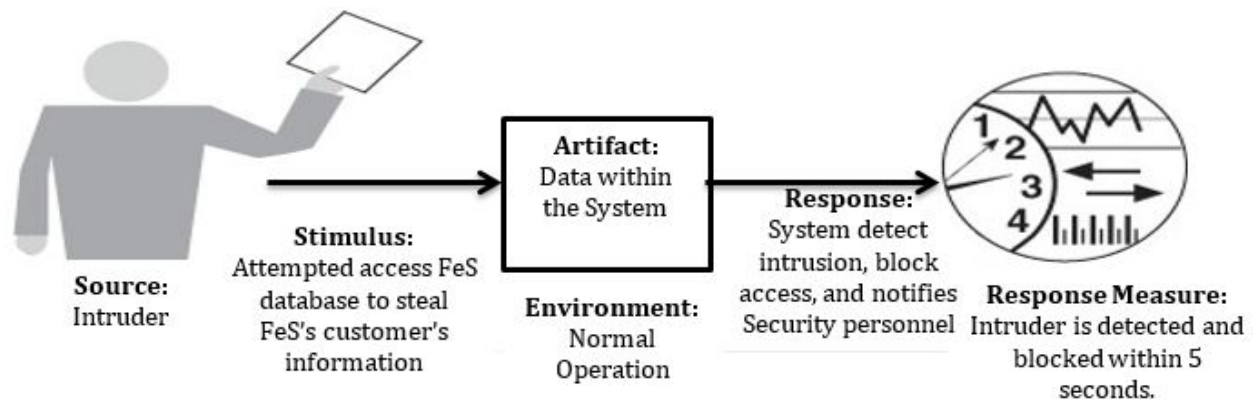 Source:
Intruder
Stimulus:
Attempted access FeS
database to steal
FeS's customer's
information
Artifact:
Data within
the System
Environment:
Normal
Operation
Response:
System detect
intrusion, block
access, and notifies
Security personnel
1
2
3
4
Response Measure:
Intruder is detected and
blocked within 5
seconds.